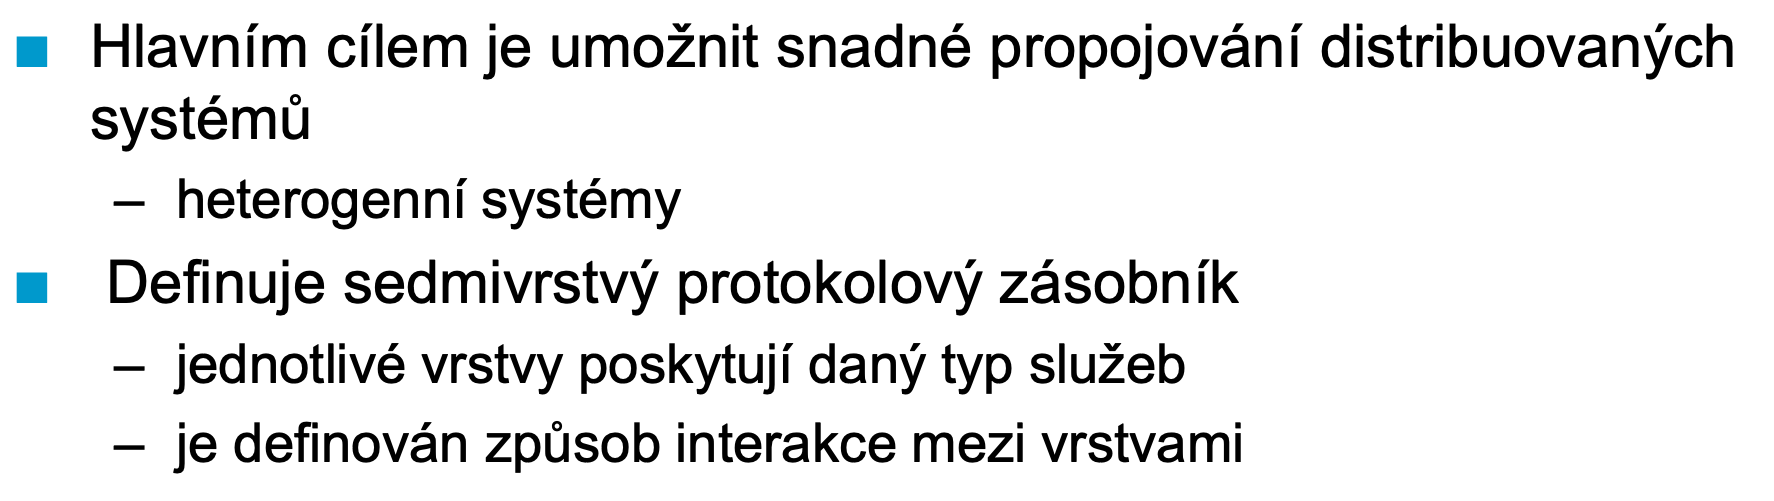 ■ Hlavním cílem je umožnit snadné propojování distribuovaných
systémů
– heterogenní systémy
■ Definuje sedmivrstvý protokolový zásobník
– jednotlivé vrstvy poskytují daný typ služeb
– je definován způsob interakce mezi vrstvami